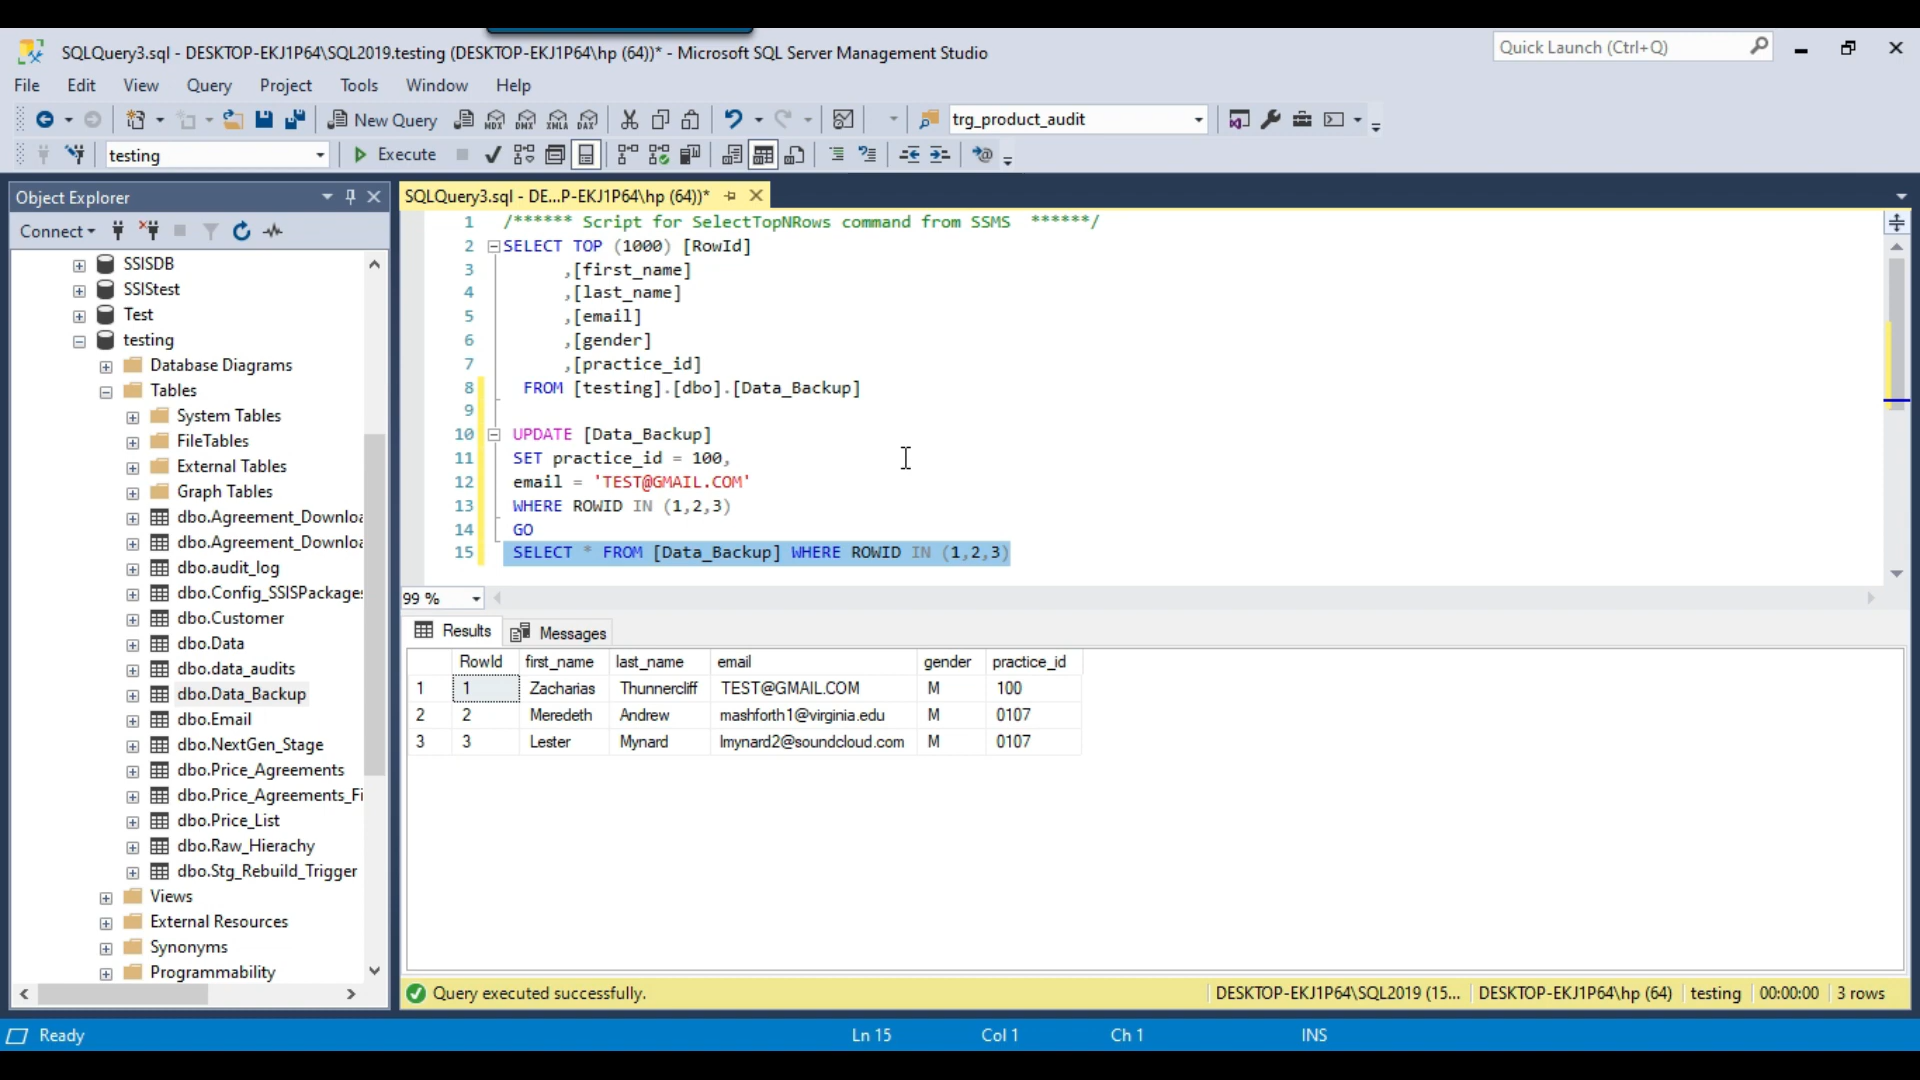 SQLQuery3.sql - DESKTOP-EKJ1P64\SQL2019.testing (DESKTOP-EKJ1P64\hp (64))* - Microsoft SQL Server Management Studio
Quick Launch (Ctrl+Q)
File Edit View Query Project Tools Window Help
New Query MDX DMX XMLA DAX trg_product_audit
testing Execute
Object Explorer
SQLQuery3.sql - DE...P-EKJ1P64\hp (64))*
Connect
SSISDB
SSIStest
Test
testing
Database Diagrams
Tables
System Tables
FileTables
External Tables
Graph Tables
dbo.Agreement_Downloa
dbo.Agreement_Downloa
dbo.audit_log
dbo.Config_SSISPackages
dbo.Customer
dbo.Data
dbo.data_audits
dbo.Data_Backup
dbo.Email
dbo.NextGen_Stage
dbo.Price_Agreements
dbo.Price_Agreements_Fi
dbo.Price_List
dbo.Raw_Hierachy
dbo.Stg_Rebuild_Trigger
Views
External Resources
Synonyms
Programmability
1 /****** Script for SelectTopNRows command from SSMS ******/
2 SELECT TOP (1000) [RowId]
3 ,[first_name]
4 ,[last_name]
5 ,[email]
6 ,[gender]
7 ,[practice_id]
8 FROM [testing].[dbo].[Data_Backup]
9
10 UPDATE [Data_Backup]
11 SET practice_id = 100,
12 email = 'TEST@GMAIL.COM'
13 WHERE ROWID IN (1,2,3)
14 GO
15 SELECT * FROM [Data_Backup] WHERE ROWID IN (1,2,3)
99 %
Results Messages
RowId first_name last_name email gender practice_id
1 1 Zacharias Thunnercliff TEST@GMAIL.COM M 100
2 2 Meredeth Andrew mashforth1@virginia.edu M 0107
3 3 Lester Mynard lmynard2@soundcloud.com M 0107
Query executed successfully. DESKTOP-EKJ1P64\SQL2019 (15... DESKTOP-EKJ1P64\hp (64) testing 00:00:00 3 rows
Ready Ln 15 Col 1 Ch 1 INS